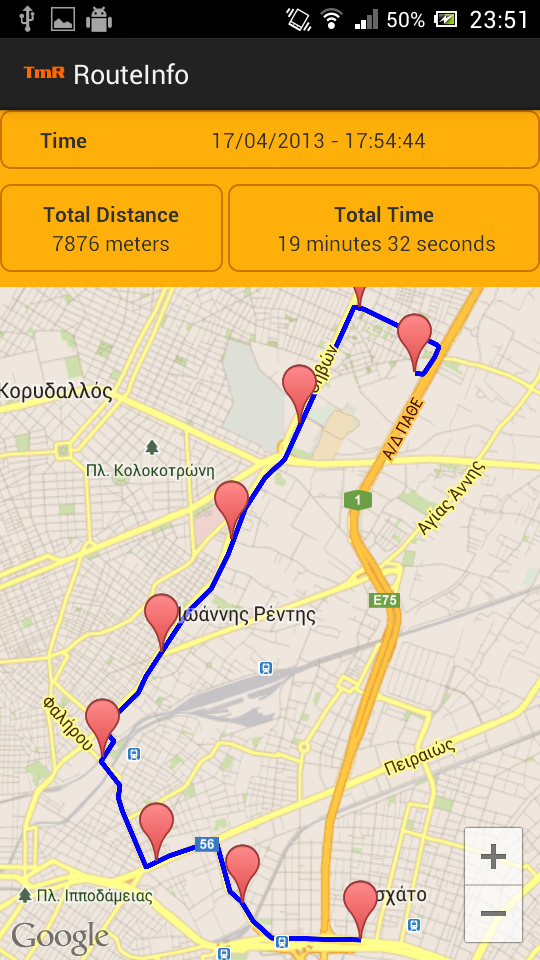 50% 23:51
TmR RouteInfo
Time 17/04/2013 - 17:54:44
Total Distance Total Time
7876 meters 19 minutes 32 seconds
Κορυδαλλός
Α/Δ ΠΑΘΕ
Πλ. Κολοκοτρώνη
Αγίας Άννης
1
E75
Ιωάννης Ρέντης
Φαλήρου
Πειραιώς
56
Πλ. Ιπποδάμειας
σχάτο
+
−
Google